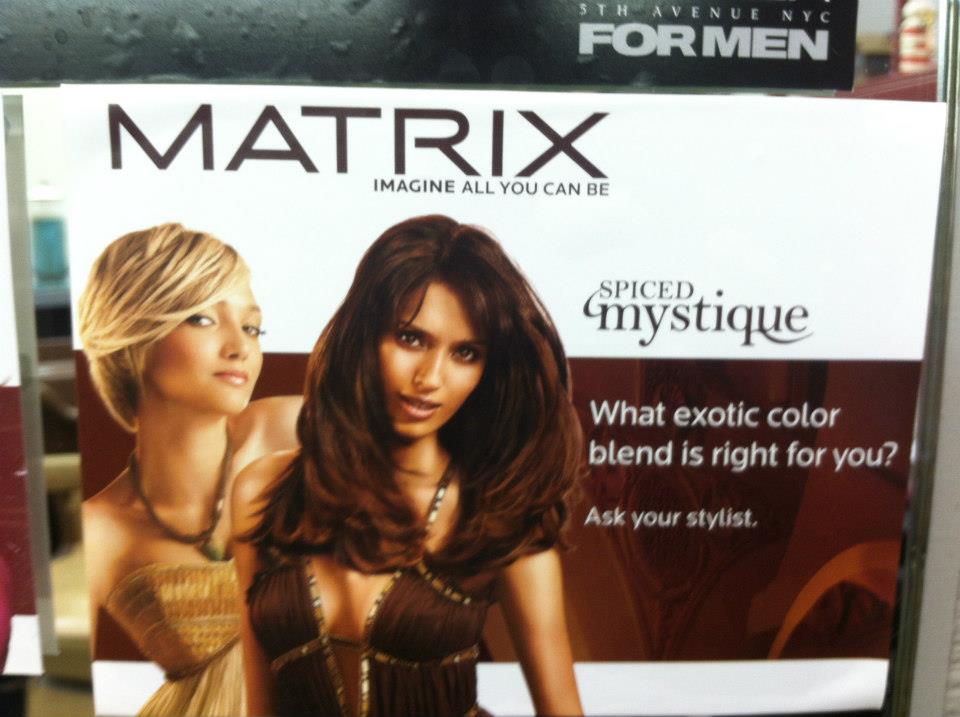 5TH AVENUE NYC
FOR MEN
MATRIX
IMAGINE ALL YOU CAN BE
SPICED
mystique
What exotic color
blend is right for you?
Ask your stylist.